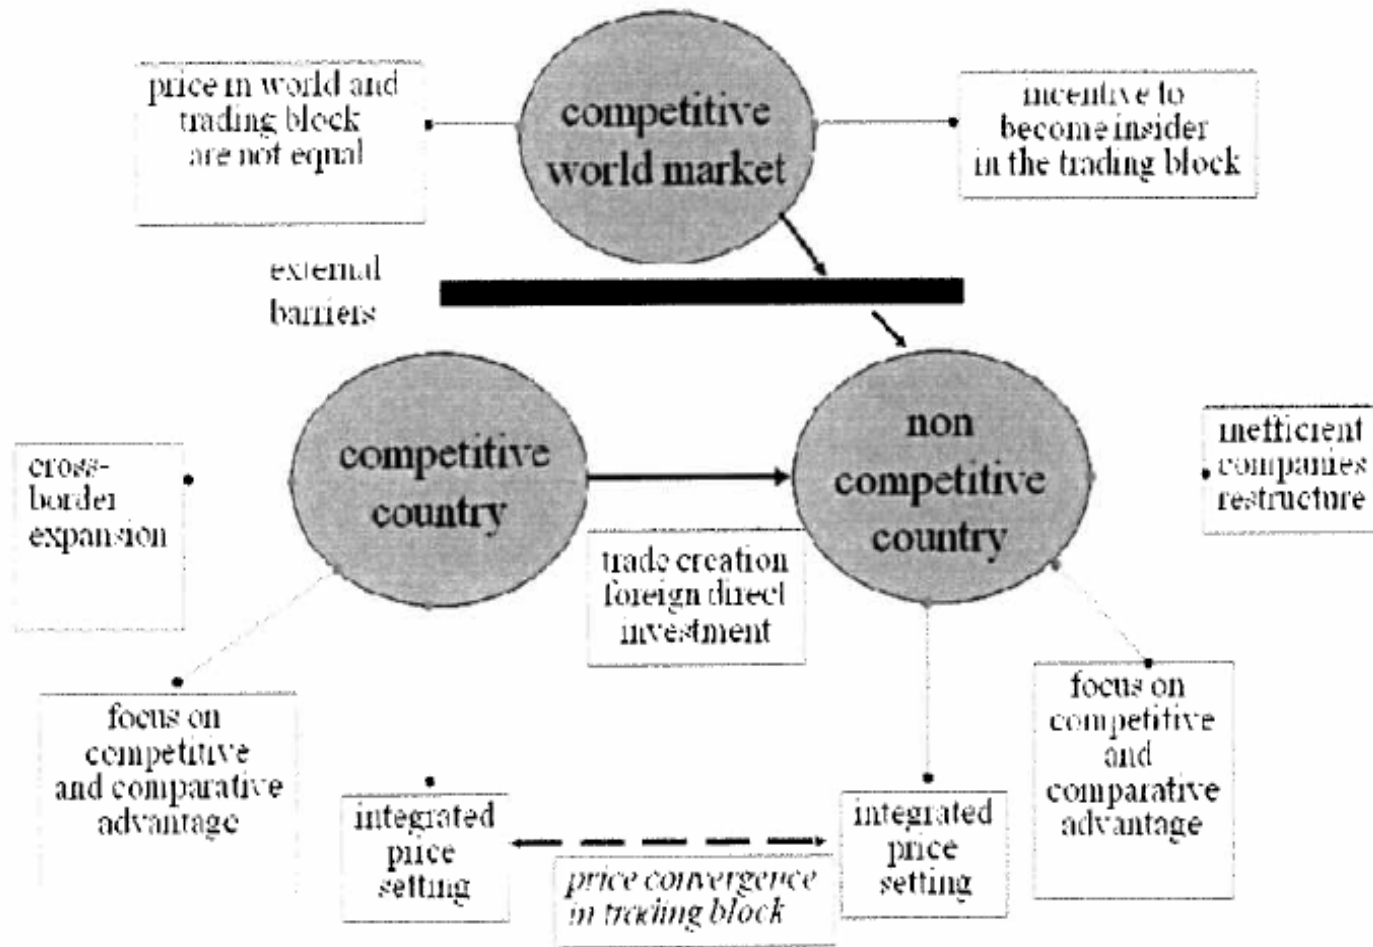 price in world and
trading block
are not equal
competitive
world market
incentive to
become insider
in the trading block
external
barriers
cross-
border
expansion
competitive
country
non
competitive
country
inefficient
companies
restructure
trade creation
foreign direct
investment
focus on
competitive
and comparative
advantage
integrated
price
setting
price convergence
in trading block
integrated
price
setting
focus on
competitive
and
comparative
advantage